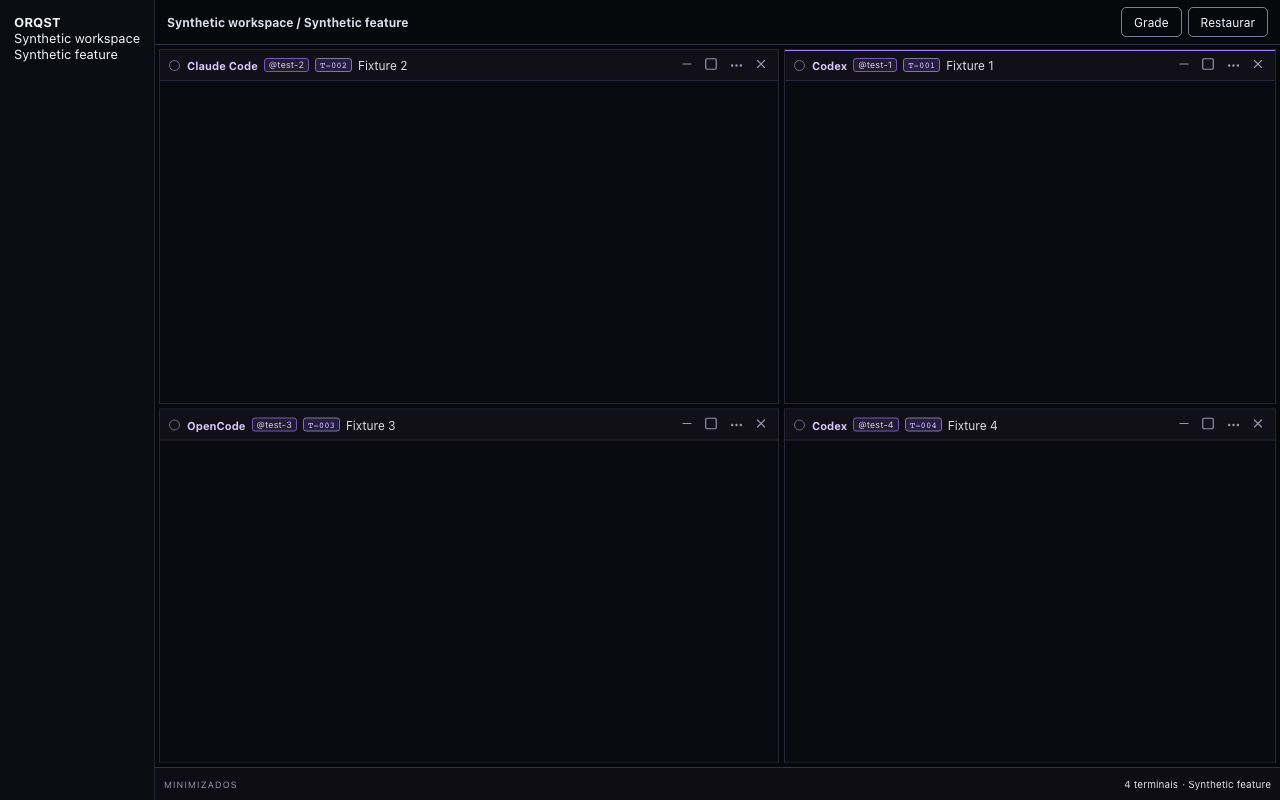 ORQST
Synthetic workspace
Synthetic feature
Synthetic workspace / Synthetic feature
Grade
Restaurar
Claude Code @test-2 T-002 Fixture 2
Codex @test-1 T-001 Fixture 1
OpenCode @test-3 T-003 Fixture 3
Codex @test-4 T-004 Fixture 4
MINIMIZADOS
4 terminals · Synthetic feature